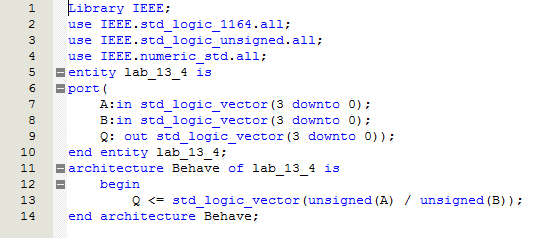 1 Library IEEE;
2 use IEEE.std_logic_1164.all;
3 use IEEE.std_logic_unsigned.all;
4 use IEEE.numeric_std.all;
5 entity lab_13_4 is
6 port(
7 A:in std_logic_vector(3 downto 0);
8 B:in std_logic_vector(3 downto 0);
9 Q: out std_logic_vector(3 downto 0));
10 end entity lab_13_4;
11 architecture Behave of lab_13_4 is
12 begin
13 Q <= std_logic_vector(unsigned(A) / unsigned(B));
14 end architecture Behave;